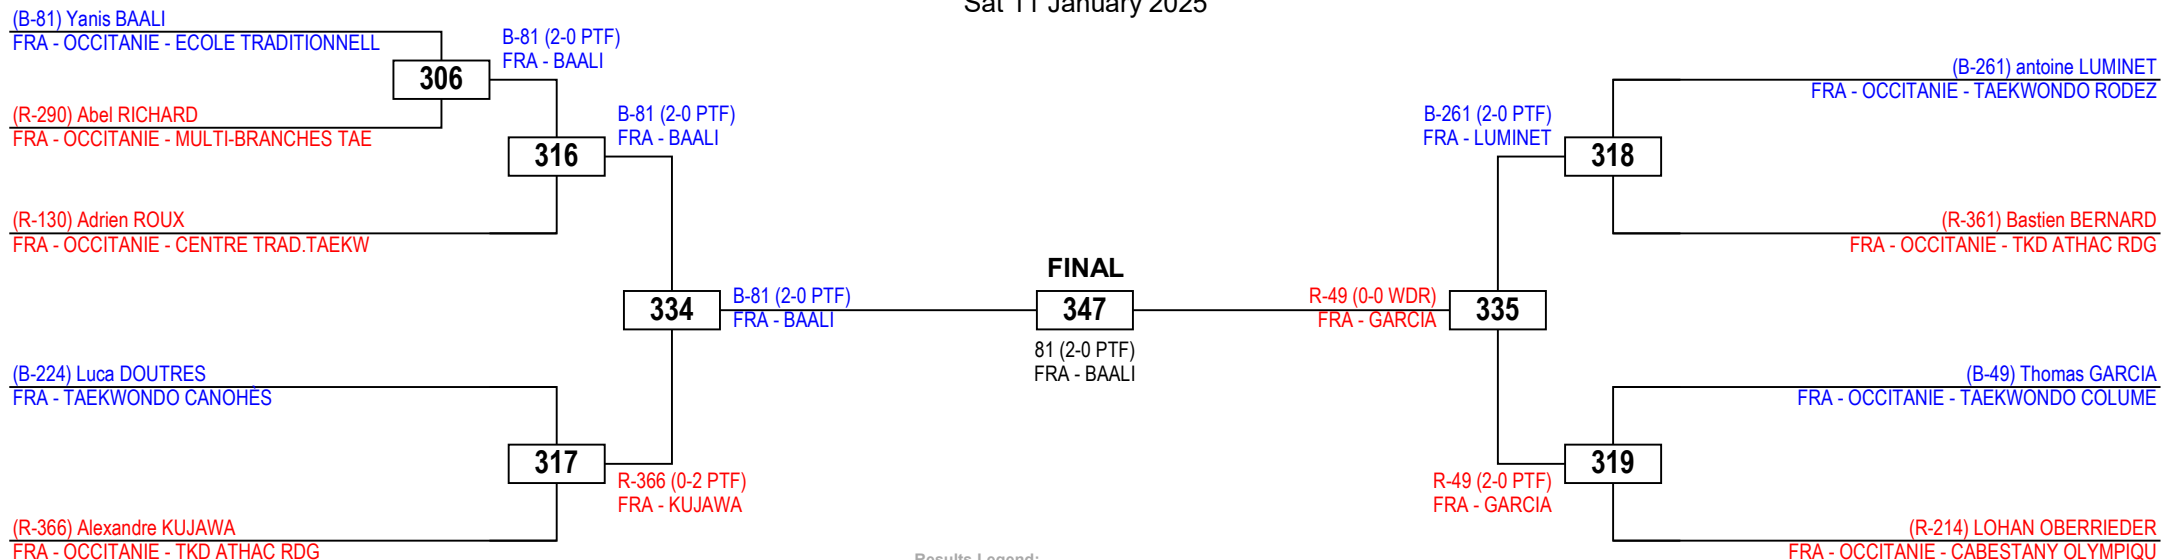 Sat 11 January 2025
(B-81) Yanis BAALI
FRA - OCCITANIE - ECOLE TRADITIONNELL
306
(R-290) Abel RICHARD
FRA - OCCITANIE - MULTI-BRANCHES TAE
B-81 (2-0 PTF)
FRA - BAALI
316
(R-130) Adrien ROUX
FRA - OCCITANIE - CENTRE TRAD.TAEKW
B-81 (2-0 PTF)
FRA - BAALI
334
(B-224) Luca DOUTRES
FRA - TAEKWONDO CANOHÈS
317
(R-366) Alexandre KUJAWA
FRA - OCCITANIE - TKD ATHAC RDG
R-366 (0-2 PTF)
FRA - KUJAWA
B-81 (2-0 PTF)
FRA - BAALI
FINAL
347
81 (2-0 PTF)
FRA - BAALI
R-49 (0-0 WDR)
FRA - GARCIA
335
B-261 (2-0 PTF)
FRA - LUMINET
318
(B-261) antoine LUMINET
FRA - OCCITANIE - TAEKWONDO RODEZ
(R-361) Bastien BERNARD
FRA - OCCITANIE - TKD ATHAC RDG
(B-49) Thomas GARCIA
FRA - OCCITANIE - TAEKWONDO COLUME
319
R-49 (2-0 PTF)
FRA - GARCIA
(R-214) LOHAN OBERRIEDER
FRA - OCCITANIE - CABESTANY OLYMPIQU
Results Legend: